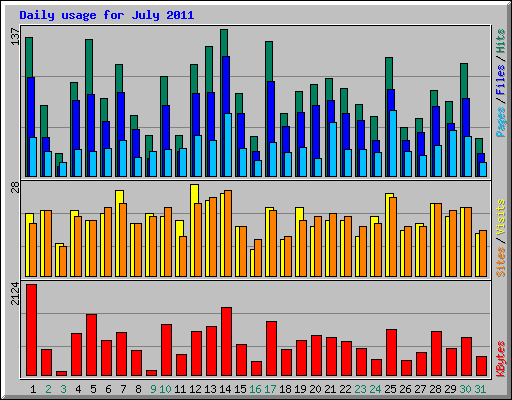 Daily usage for July 2011
137
Pages/Files/Hits
28
Sites/Visits
2124
KBytes
1 2 3 4 5 6 7 8 9 10 11 12 13 14 15 16 17 18 19 20 21 22 23 24 25 26 27 28 29 30 31